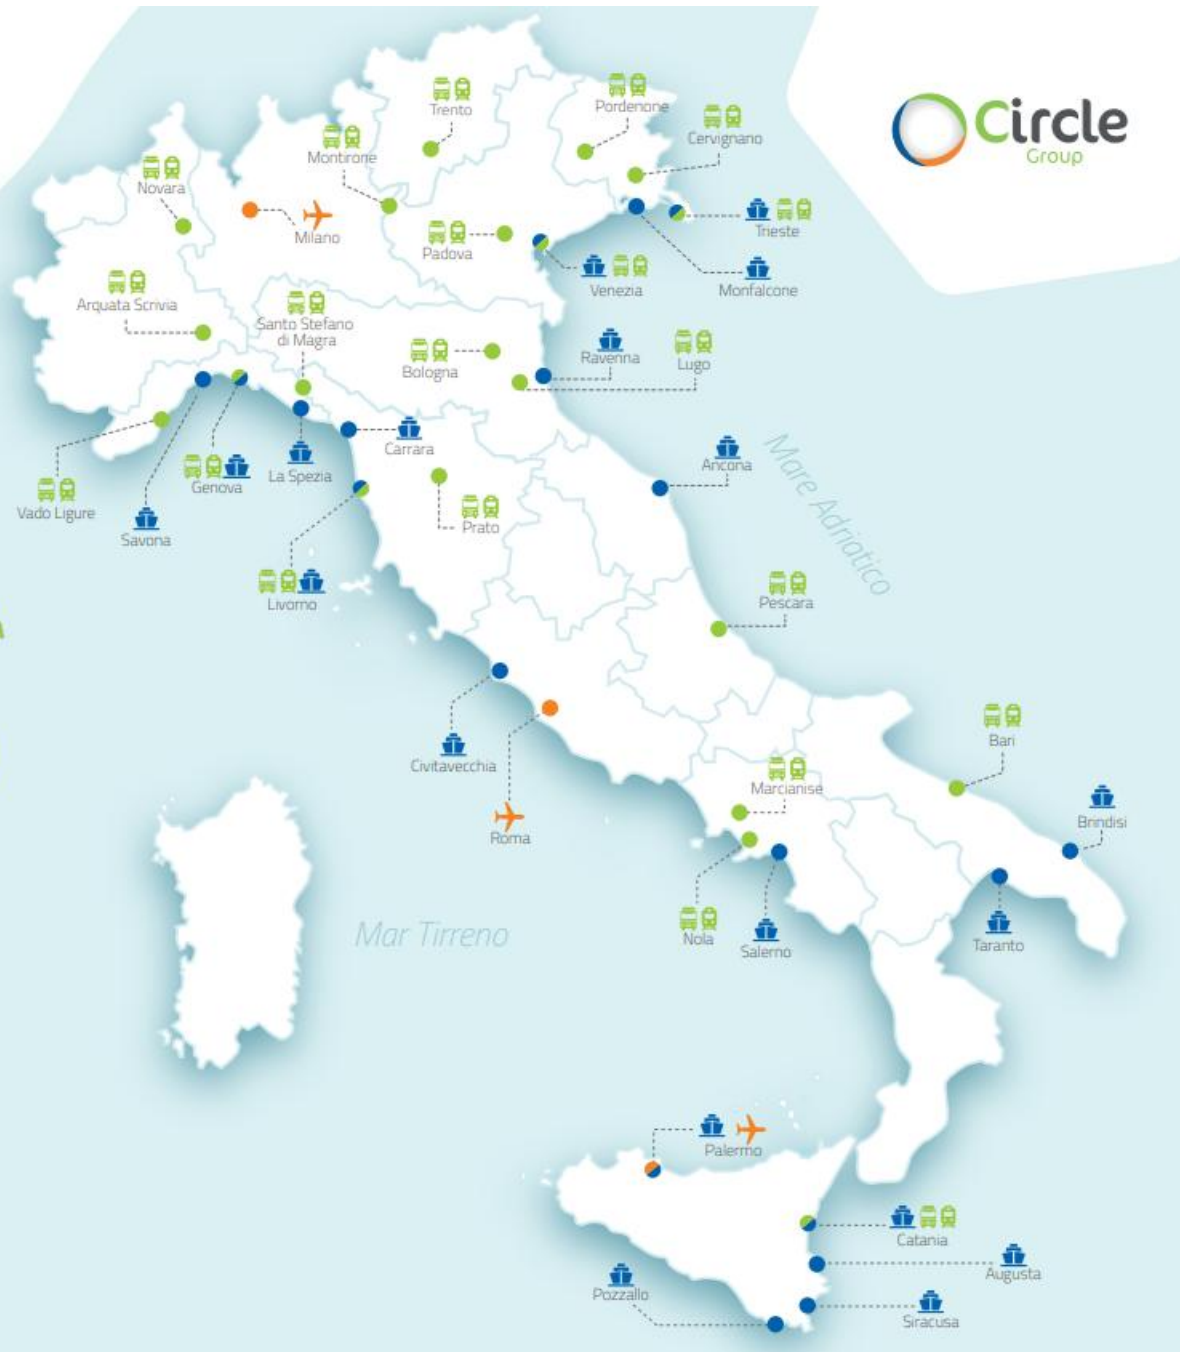 Circle
Group
Trento
Pordenone
Cervignano
Montirone
Novara
Milano
Padova
Trieste
Venezia
Monfalcone
Arquata Scrivia
Santo Stefano
di Magra
Bologna
Ravenna
Lugo
Carrara
Ancona
Mare Adriatico
La Spezia
Genova
Vado Ligure
Savona
Prato
Livorno
Pescara
Civitavecchia
Roma
Bari
Marcianise
Brindisi
Nola
Salerno
Taranto
Mar Tirreno
Palermo
Catania
Augusta
Pozzallo
Siracusa